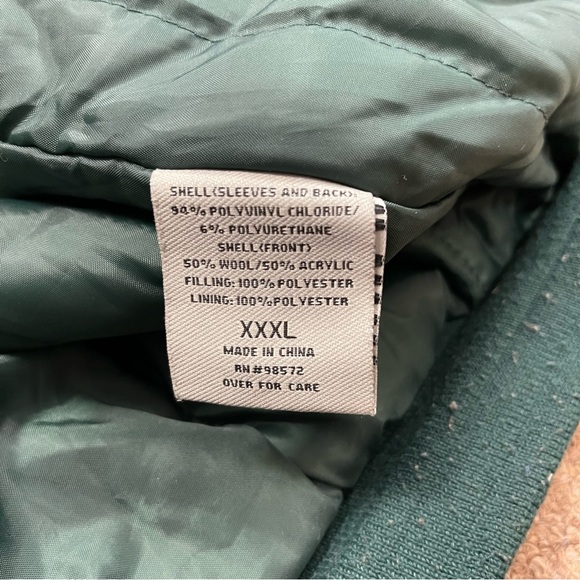 SHELL(SLEEVES AND BACK):
94% POLYVINYL CHLORIDE/
6% POLYURETHANE
SHELL(FRONT)
50% WOOL/50% ACRYLIC
FILLING: 100% POLYESTER
LINING: 100% POLYESTER
XXXL
MADE IN CHINA
RN#98572
OVER FOR CARE